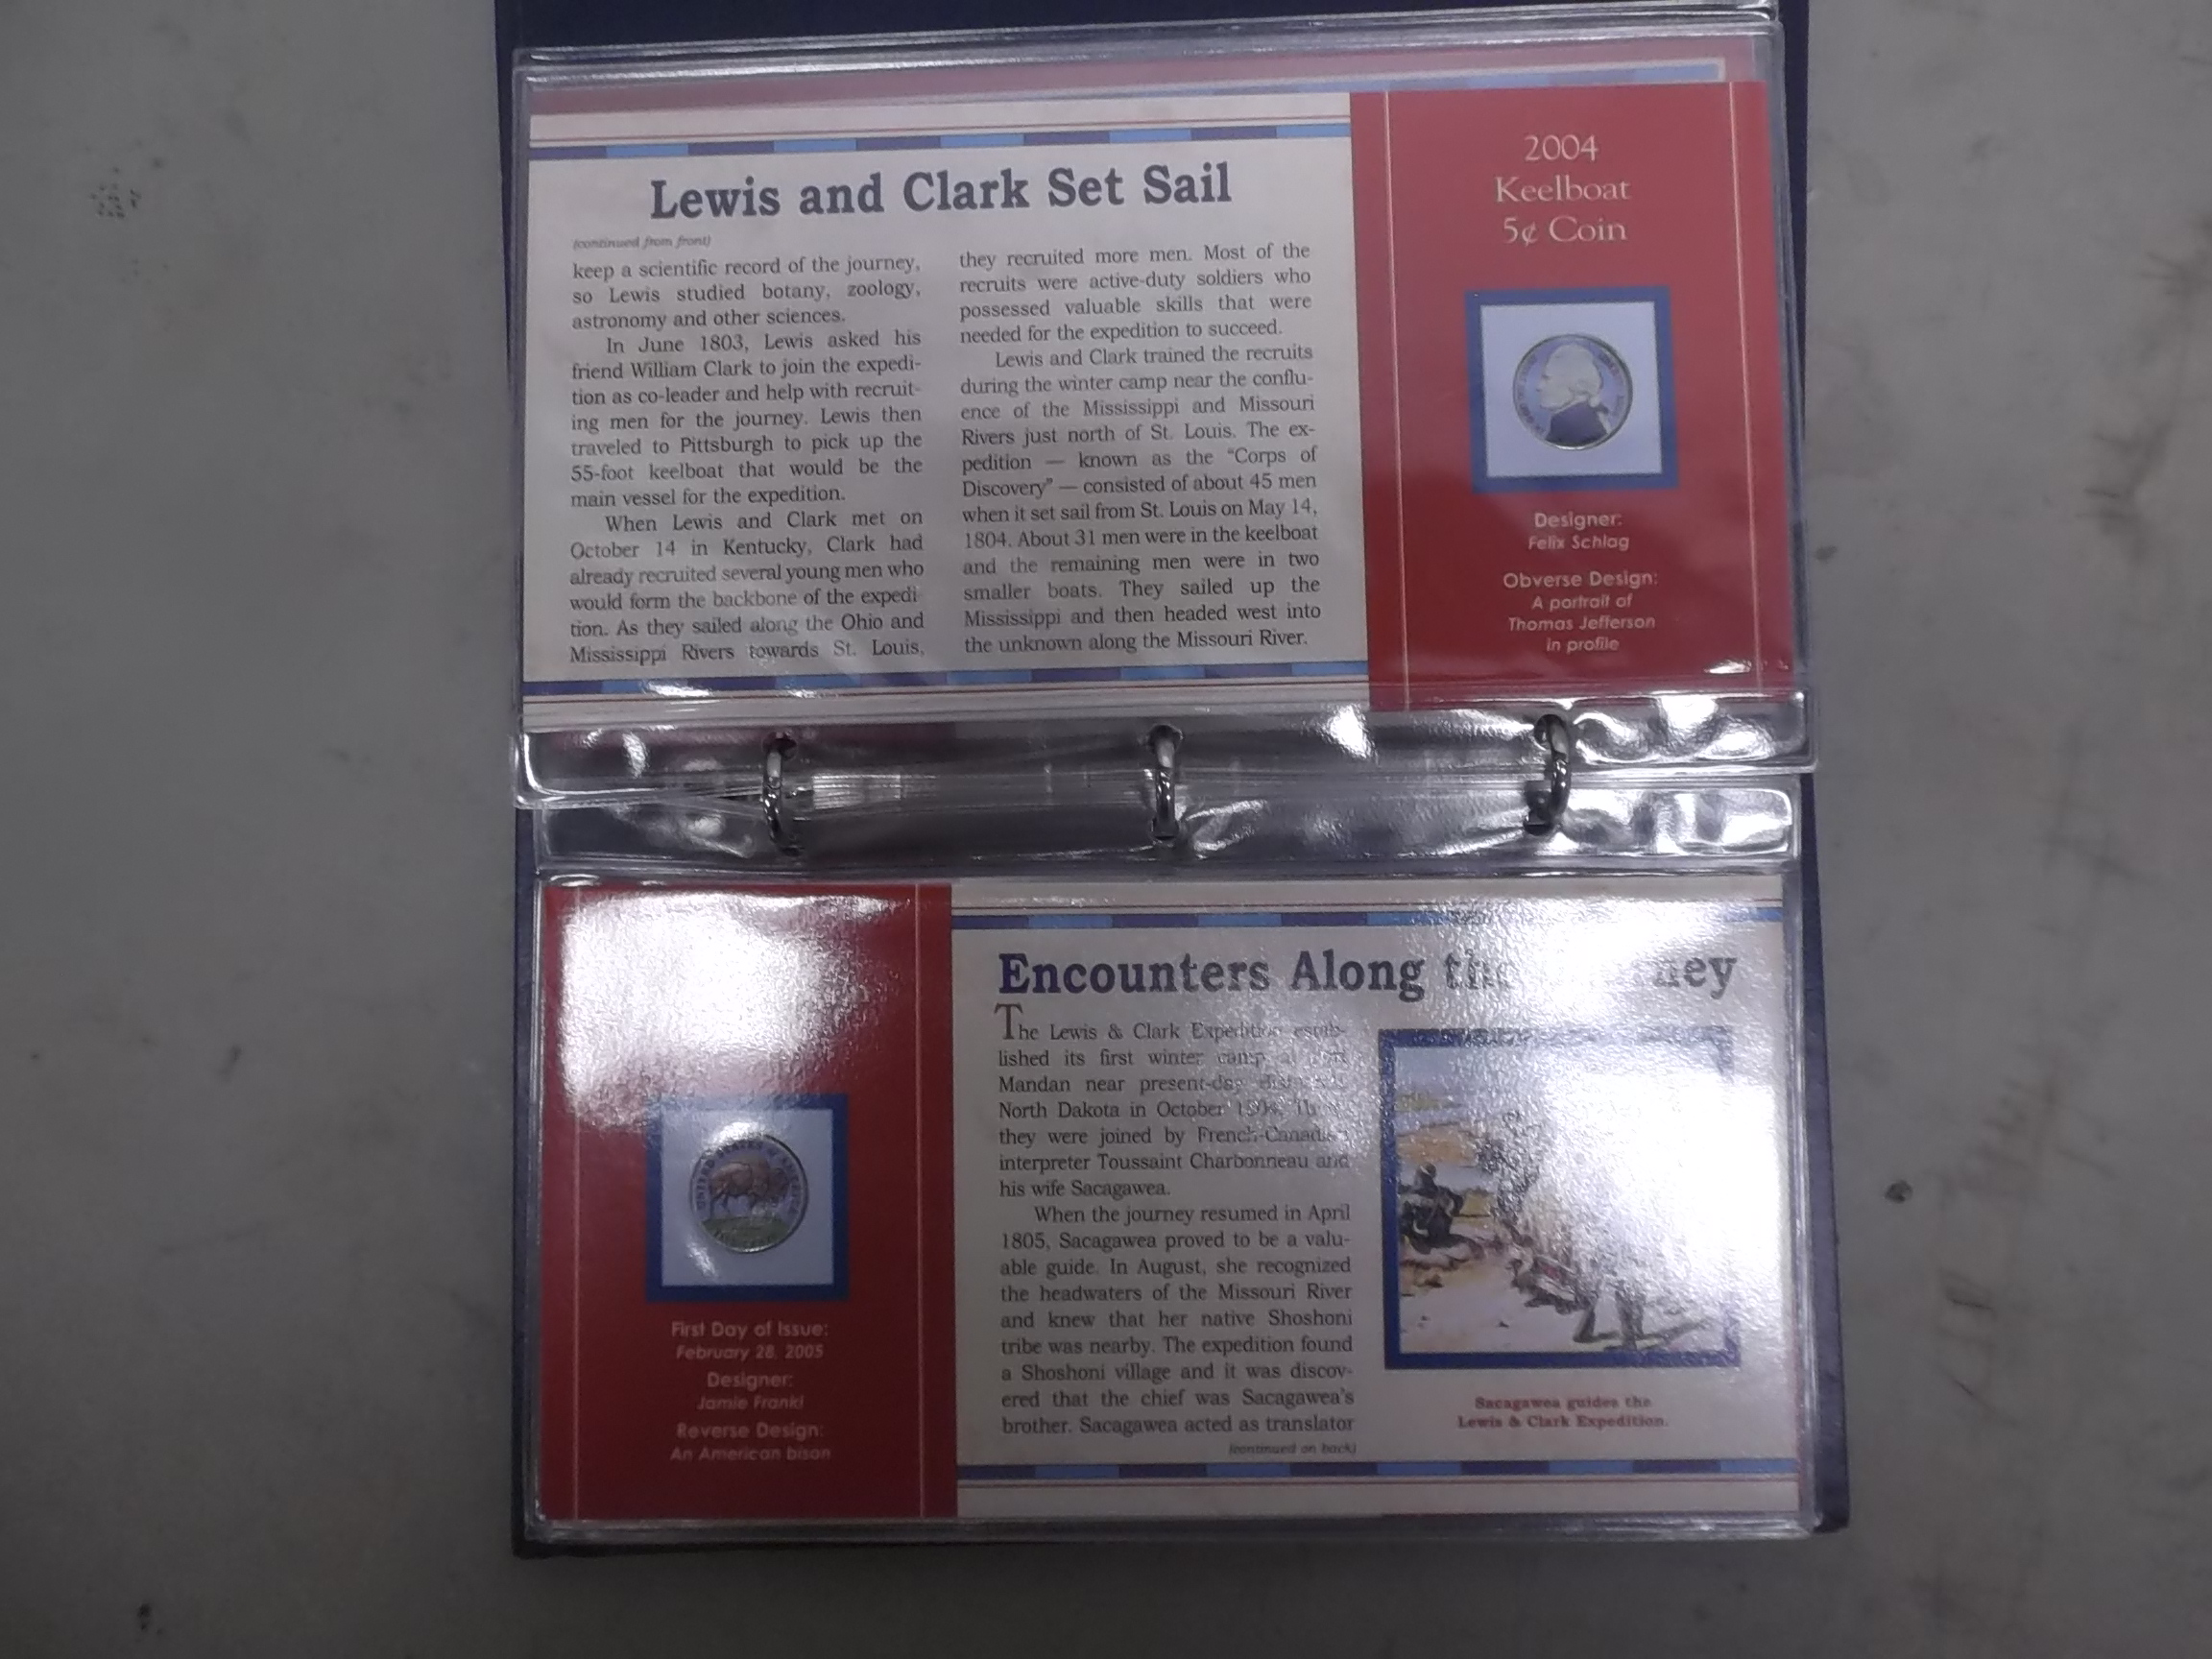 Lewis and Clark Set Sail
(continued from front)
keep a scientific record of the journey,
so Lewis studied botany, zoology,
astronomy and other sciences.
In June 1803, Lewis asked his
friend William Clark to join the expedi-
tion as co-leader and help with recruit-
ing men for the journey. Lewis then
traveled to Pittsburgh to pick up the
55-foot keelboat that would be the
main vessel for the expedition.
When Lewis and Clark met on
October 14 in Kentucky, Clark had
already recruited several young men who
would form the backbone of the expedi
tion. As they sailed along the Ohio and
Mississippi Rivers towards St. Louis,
they recruited more men. Most of the
recruits were active-duty soldiers who
possessed valuable skills that were
needed for the expedition to succeed.
Lewis and Clark trained the recruits
during the winter camp near the conflu-
ence of the Mississippi and Missouri
Rivers just north of St. Louis. The ex-
pedition — known as the “Corps of
Discovery” — consisted of about 45 men
when it set sail from St. Louis on May 14,
1804. About 31 men were in the keelboat
and the remaining men were in two
smaller boats. They sailed up the
Mississippi and then headed west into
the unknown along the Missouri River.
2004
Keelboat
5¢ Coin
Designer:
Felix Schlag
Obverse Design:
A portrait of
Thomas Jefferson
in profile
First Day of Issue:
February 28, 2005
Designer:
Jamie Franki
Reverse Design:
An American bison
Encounters Along the
The Lewis & Clark Expedition estab-
lished its first winter camp
Mandan near present-day
North Dakota in October
they were joined by French-Canadian
interpreter Toussaint Charbonneau and
his wife Sacagawea.
When the journey resumed in April
1805, Sacagawea proved to be a valu-
able guide. In August, she recognized
the headwaters of the Missouri River
and knew that her native Shoshoni
tribe was nearby. The expedition found
a Shoshoni village and it was discov-
ered that the chief was Sacagawea's
brother. Sacagawea acted as translator
(continued on back)
Sacagawea guides the
Lewis & Clark Expedition.